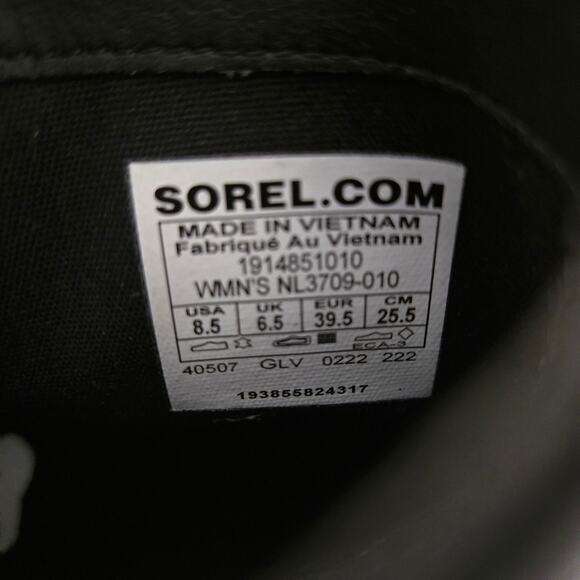 SOREL.COM
MADE IN VIETNAM
Fabriqué Au Vietnam
1914851010
WMN'S NL3709-010
USA UK EUR CM
8.5 6.5 39.5 25.5
ECA-3
40507 GLV 0222 222
193855824317